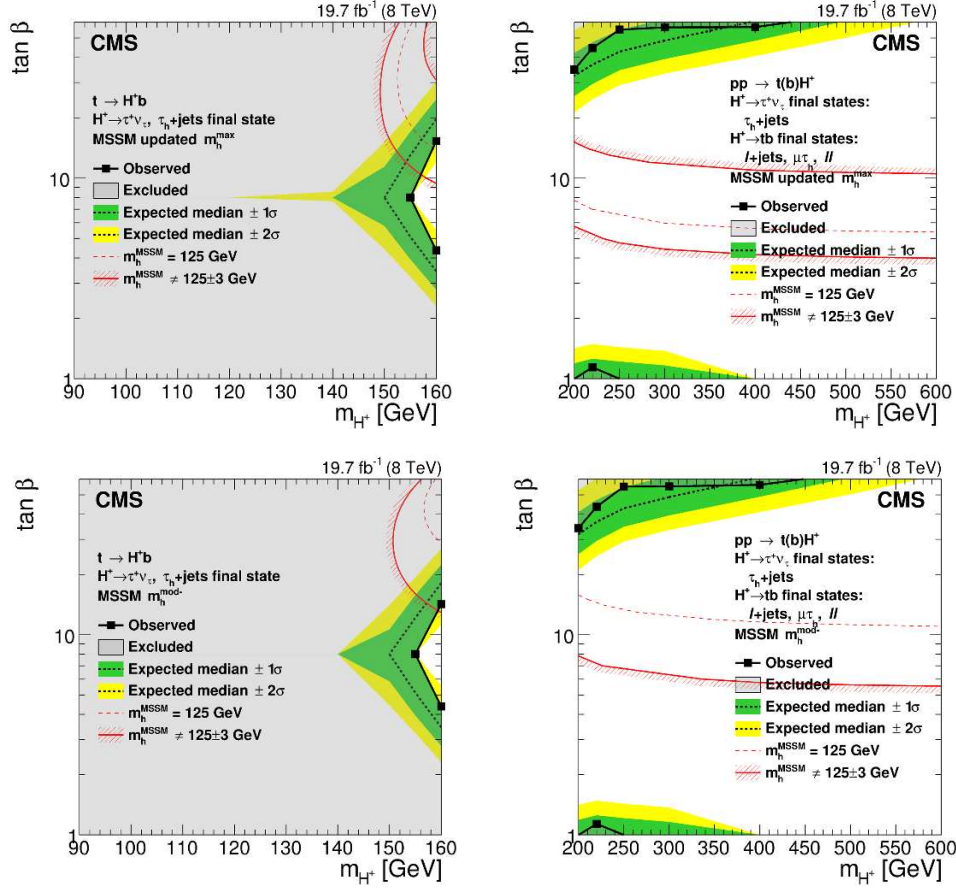 19.7 fb⁻¹ (8 TeV)
tan β
CMS
t → H⁺b
H⁺→τ⁺ν_τ, τ_h+jets final state
MSSM updated m_h^max
Observed
Excluded
Expected median ± 1σ
Expected median ± 2σ
m_h^MSSM = 125 GeV
m_h^MSSM ≠ 125±3 GeV
10
1
90 100 110 120 130 140 150 160
m_H⁺ [GeV]
19.7 fb⁻¹ (8 TeV)
tan β
CMS
pp → t(b)H⁺
H⁺→τ⁺ν_τ final states:
τ_h+jets
H⁺→tb final states:
l+jets, μτ_h, ll
MSSM updated m_h^max
Observed
Excluded
Expected median ± 1σ
Expected median ± 2σ
m_h^MSSM = 125 GeV
m_h^MSSM ≠ 125±3 GeV
10
1
200 250 300 350 400 450 500 550 600
m_H⁺ [GeV]
19.7 fb⁻¹ (8 TeV)
tan β
CMS
t → H⁺b
H⁺→τ⁺ν_τ, τ_h+jets final state
MSSM m_h^mod-
Observed
Excluded
Expected median ± 1σ
Expected median ± 2σ
m_h^MSSM = 125 GeV
m_h^MSSM ≠ 125±3 GeV
10
1
90 100 110 120 130 140 150 160
m_H⁺ [GeV]
19.7 fb⁻¹ (8 TeV)
tan β
CMS
pp → t(b)H⁺
H⁺→τ⁺ν_τ final states:
τ_h+jets
H⁺→tb final states:
l+jets, μτ_h, ll
MSSM m_h^mod-
Observed
Excluded
Expected median ± 1σ
Expected median ± 2σ
m_h^MSSM = 125 GeV
m_h^MSSM ≠ 125±3 GeV
10
1
200 250 300 350 400 450 500 550 600
m_H⁺ [GeV]